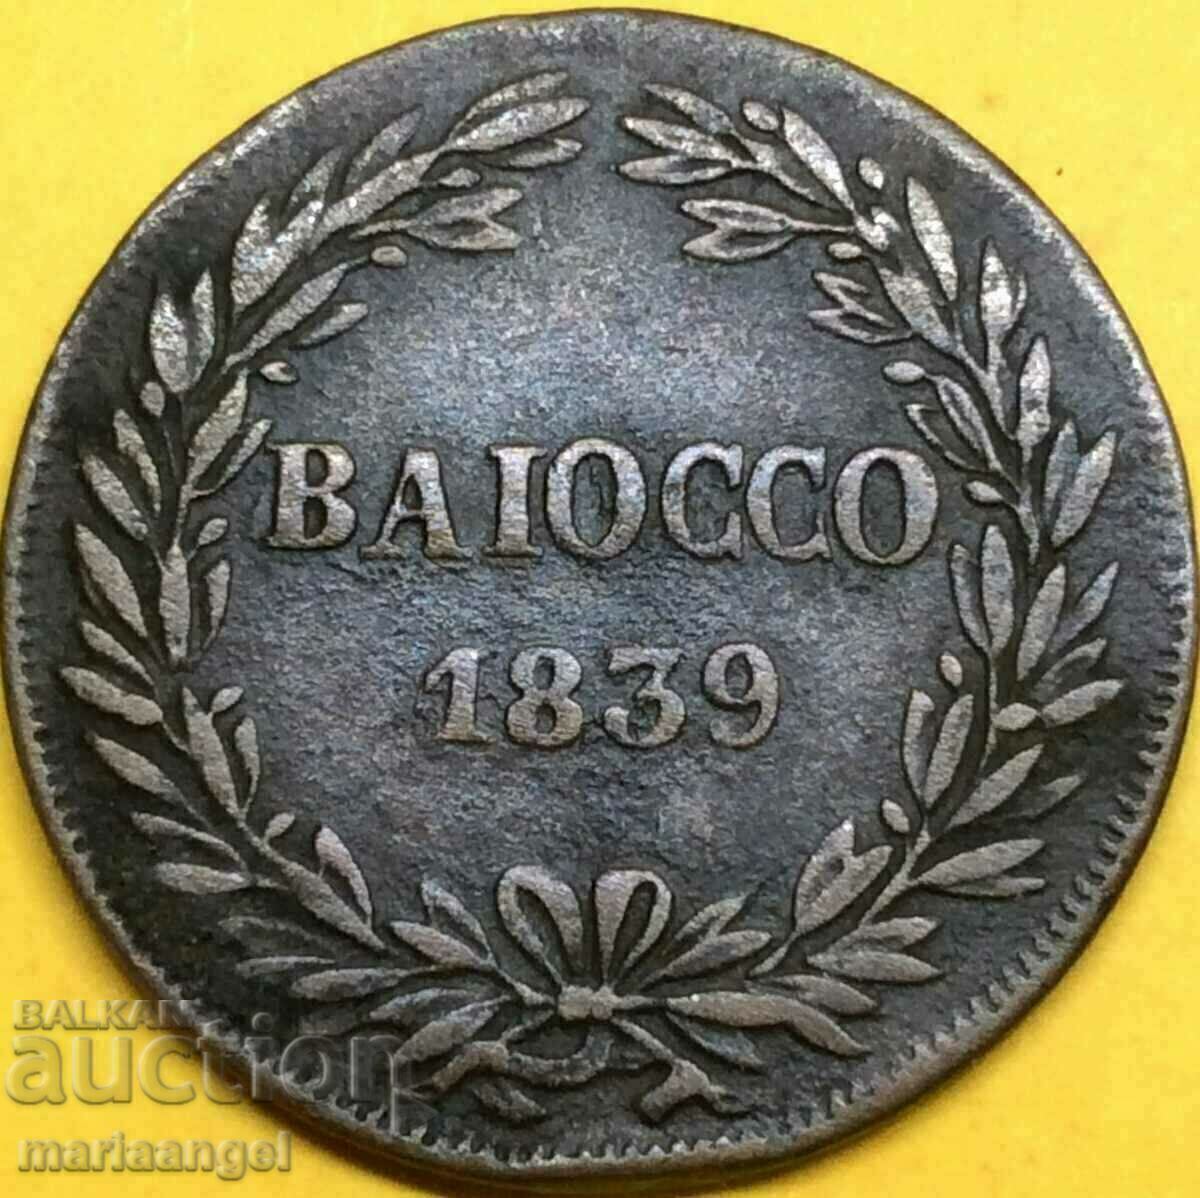 BAIOCCO
1839
BALKAN
auction
mariaangel